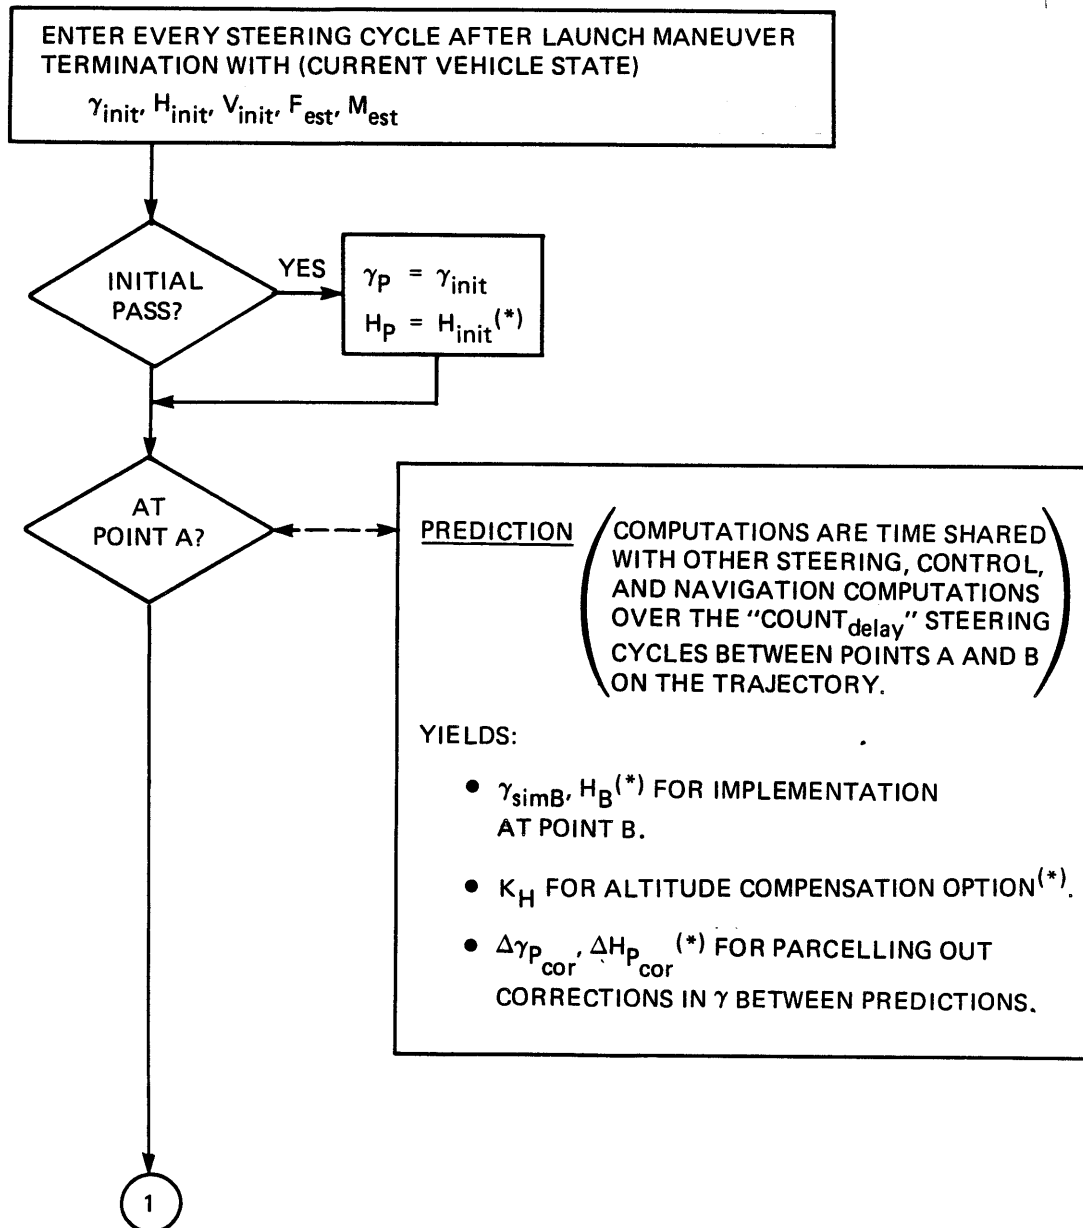 ENTER EVERY STEERING CYCLE AFTER LAUNCH MANEUVER
TERMINATION WITH (CURRENT VEHICLE STATE)
γinit, Hinit, Vinit, Fest, Mest
INITIAL
PASS?
YES
γP = γinit
HP = Hinit(*)
AT
POINT A?
PREDICTION
COMPUTATIONS ARE TIME SHARED
WITH OTHER STEERING, CONTROL,
AND NAVIGATION COMPUTATIONS
OVER THE "COUNTdelay" STEERING
CYCLES BETWEEN POINTS A AND B
ON THE TRAJECTORY.
YIELDS:
• γsimB, HB(*) FOR IMPLEMENTATION
AT POINT B.
• KH FOR ALTITUDE COMPENSATION OPTION(*).
• ΔγPcor, ΔHPcor(*) FOR PARCELLING OUT
CORRECTIONS IN γ BETWEEN PREDICTIONS.
1